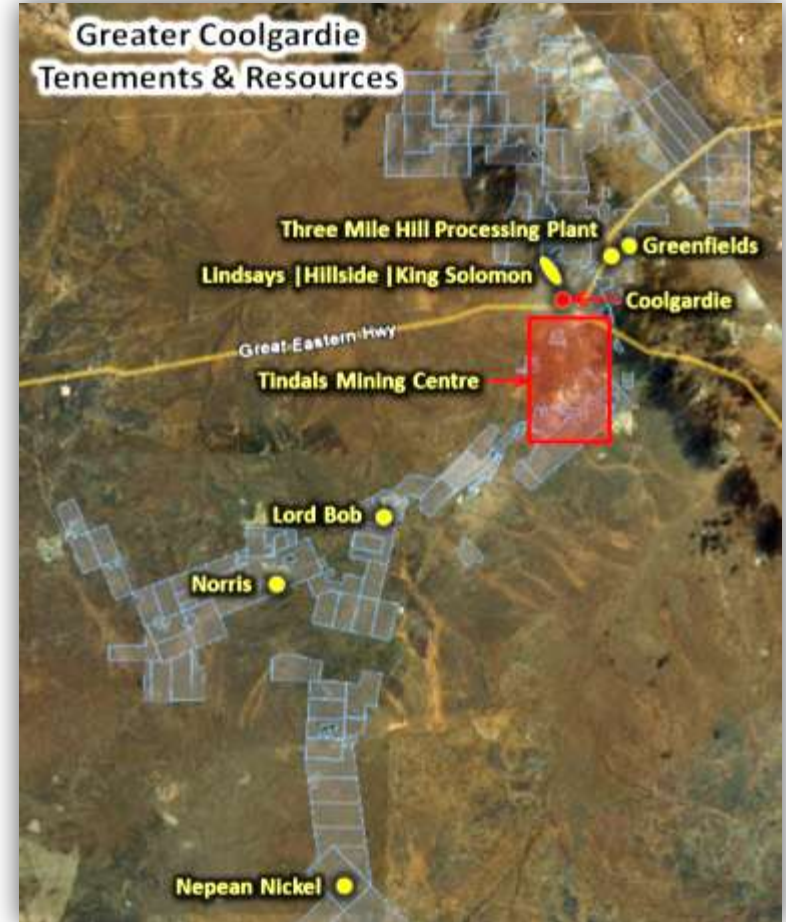 Greater Coolgardie
Tenements & Resources
Three Mile Hill Processing Plant
Greenfields
Lindsays |Hillside |King Solomon
Coolgardie
Great Eastern Hwy
Tindals Mining Centre
Lord Bob
Norris
Nepean Nickel